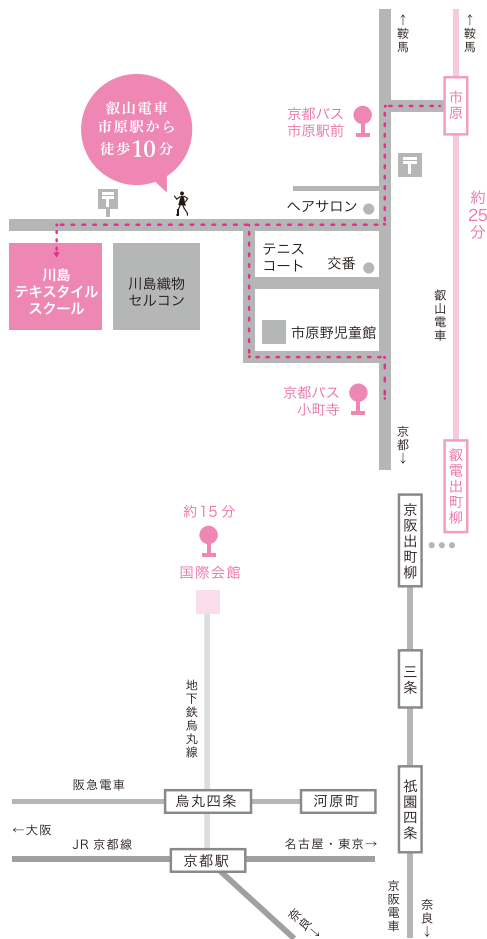 ↑鞍馬
↑鞍馬
叡山電車
市原駅から
徒歩10分
京都バス
市原駅前
市原
〒
〒
約
25
分
ヘアサロン
テニス
コート
交番
川島
テキスタイル
スクール
川島織物
セルコン
市原野児童館
叡山電車
京都バス
小町寺
京都↓
叡電出町柳
京阪出町柳
約15分
国際会館
三条
地下鉄烏丸線
阪急電車
烏丸四条
河原町
祇園四条
←大阪
JR 京都線
京都駅
名古屋・東京→
奈良→
京阪電車
奈良↓